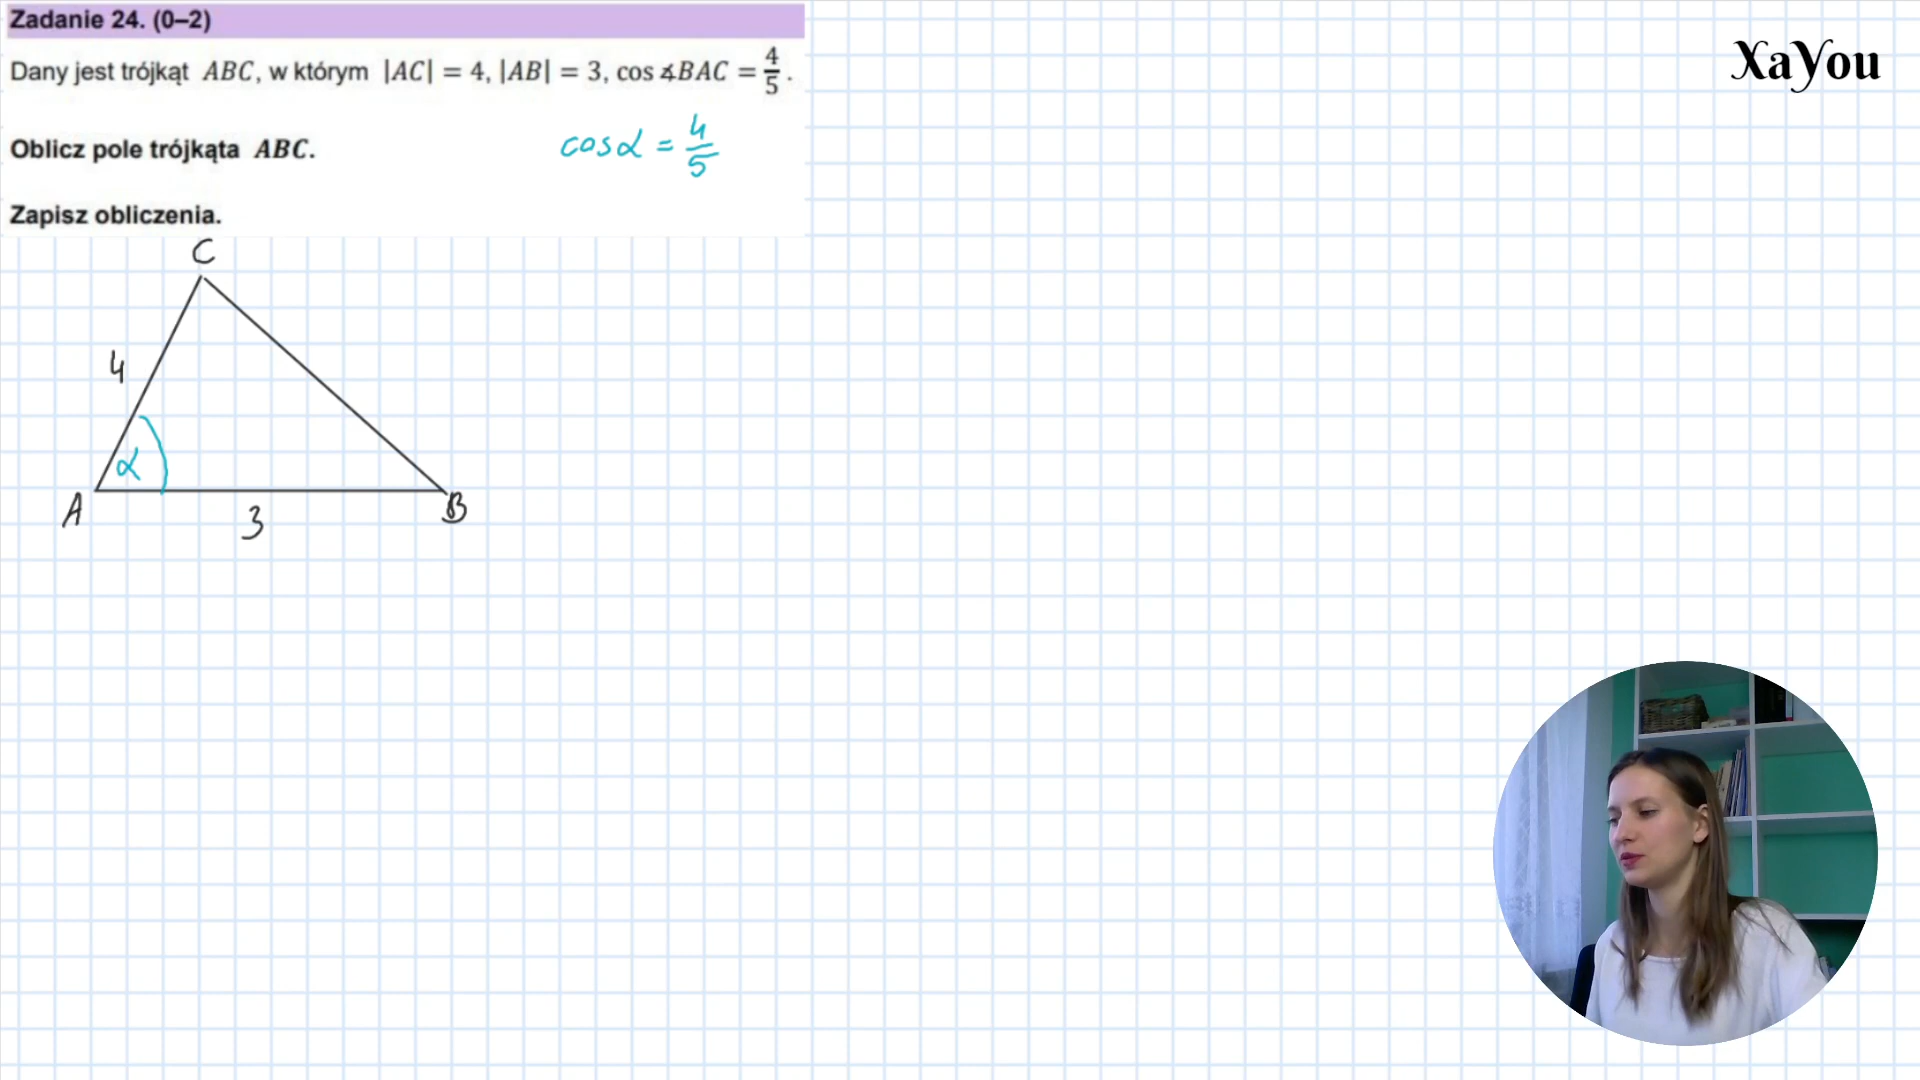 Zadanie 24. (0–2)
Dany jest trójkąt ABC, w którym |AC| = 4, |AB| = 3, cos ∡BAC = 4/5.
Oblicz pole trójkąta ABC.
cos α = 4/5
Zapisz obliczenia.
XaYou
C
4
α
A
3
B